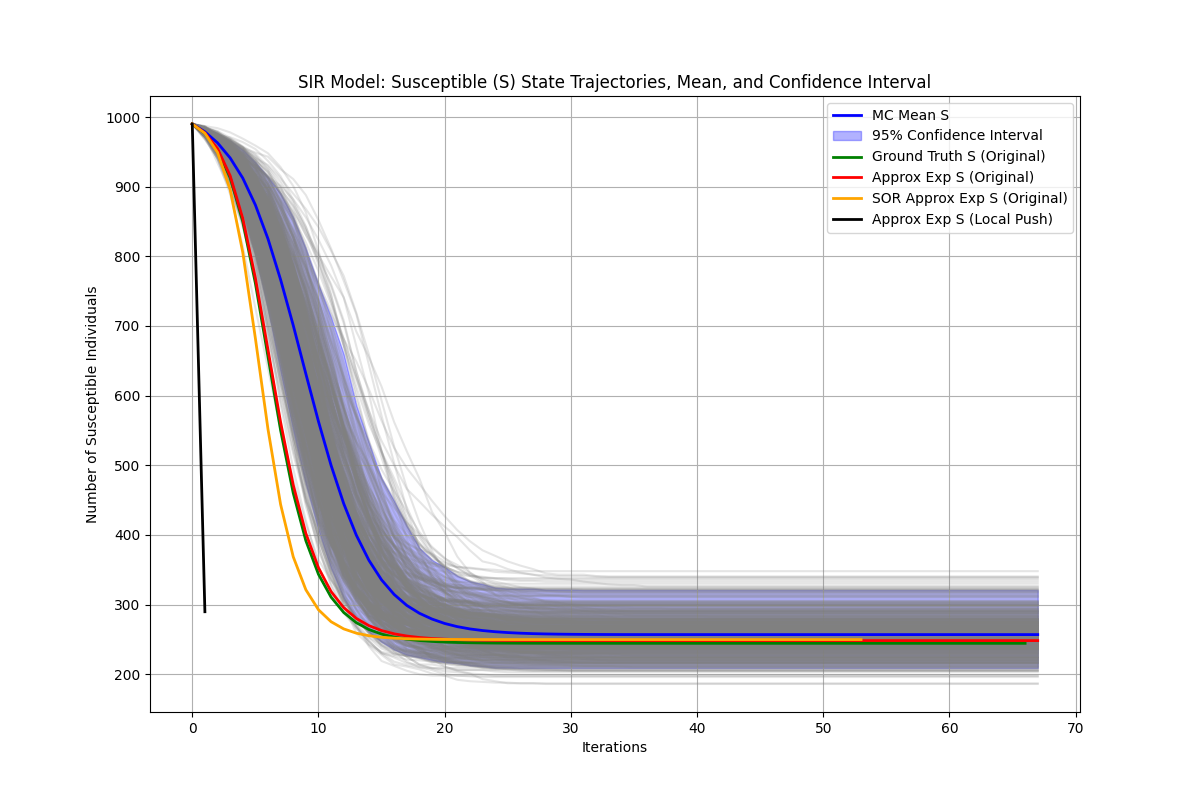 SIR Model: Susceptible (S) State Trajectories, Mean, and Confidence Interval
MC Mean S
95% Confidence Interval
Ground Truth S (Original)
Approx Exp S (Original)
SOR Approx Exp S (Original)
Approx Exp S (Local Push)
Number of Susceptible Individuals
1000
900
800
700
600
500
400
300
200
0 10 20 30 40 50 60 70
Iterations